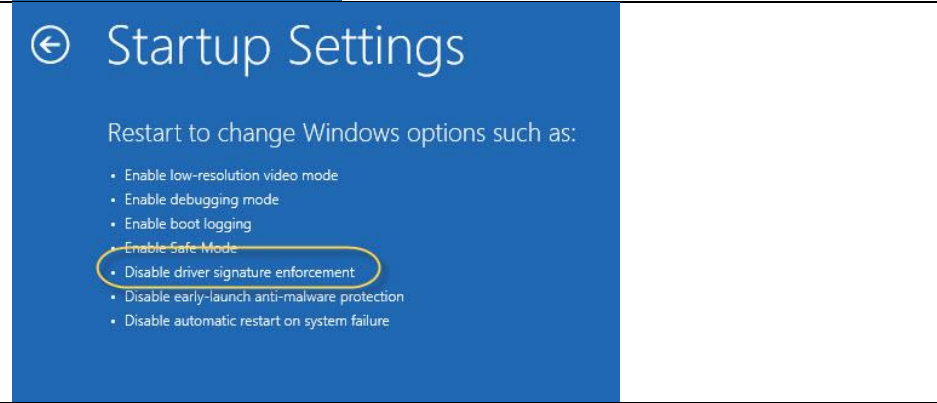 Startup Settings
Restart to change Windows options such as:
• Enable low-resolution video mode
• Enable debugging mode
• Enable boot logging
• Enable Safe Mode
• Disable driver signature enforcement
• Disable early-launch anti-malware protection
• Disable automatic restart on system failure